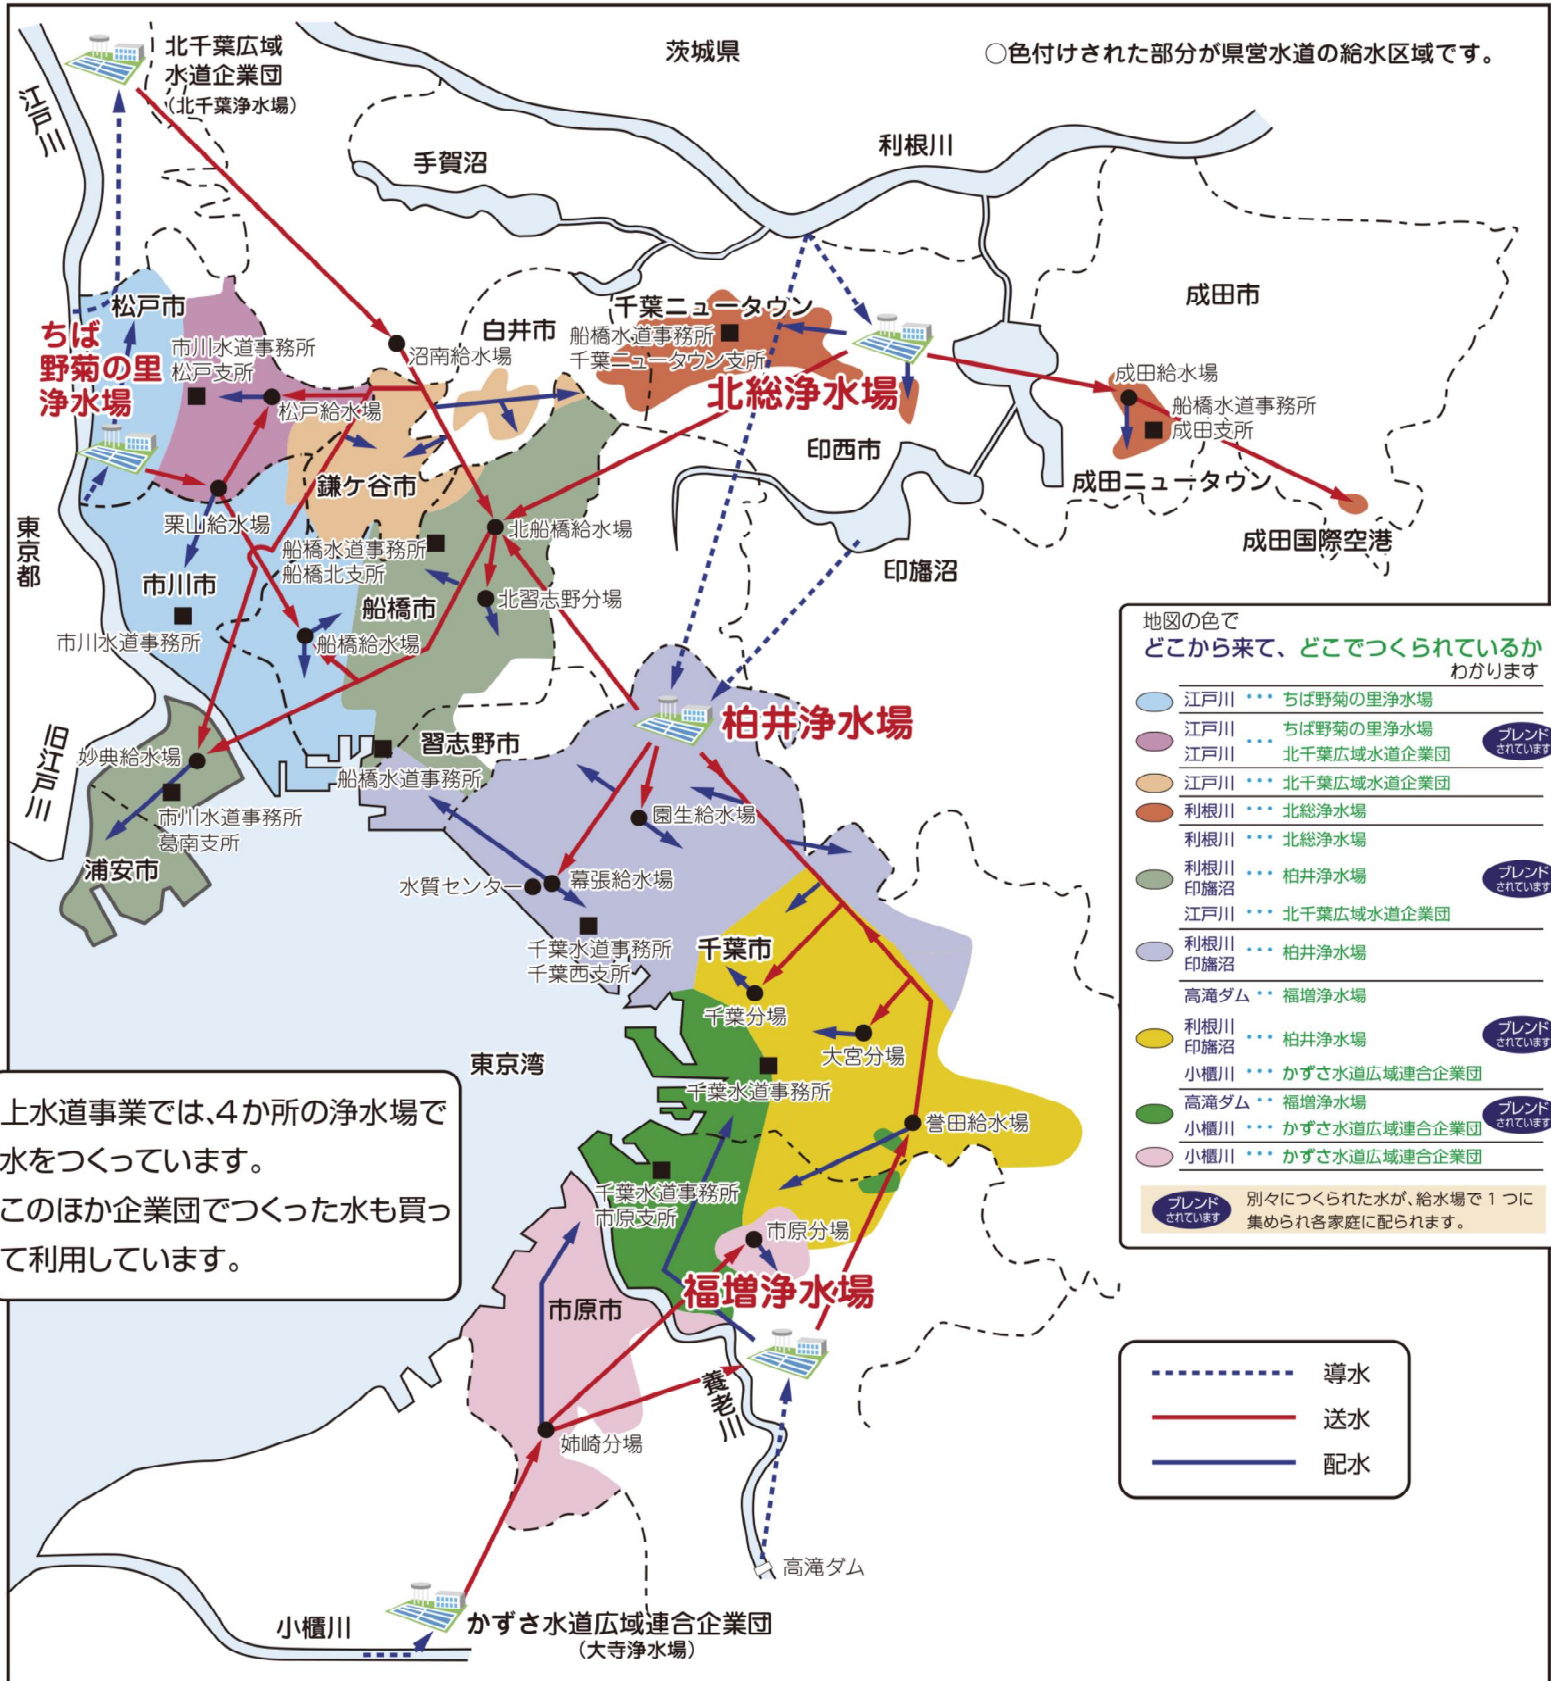 北千葉広域
水道企業団
(北千葉浄水場)
茨城県
○色付けされた部分が県営水道の給水区域です。
江戸川
手賀沼
利根川
松戸市
ちば
野菊の里
浄水場
市川水道事務所
松戸支所
松戸給水場
沼南給水場
白井市
千葉ニュータウン
船橋水道事務所
千葉ニュータウン支所
北総浄水場
成田市
成田給水場
船橋水道事務所
成田支所
成田ニュータウン
成田国際空港
印西市
印旛沼
東京都
栗山給水場
鎌ケ谷市
船橋水道事務所
船橋北支所
北船橋給水場
北習志野分場
市川市
市川水道事務所
船橋市
船橋給水場
旧江戸川
妙典給水場
市川水道事務所
葛南支所
浦安市
習志野市
船橋水道事務所
柏井浄水場
園生給水場
水質センター
幕張給水場
千葉水道事務所
千葉西支所
千葉市
千葉分場
大宮分場
東京湾
千葉水道事務所
誉田給水場
千葉水道事務所
市原支所
市原分場
福増浄水場
市原市
養老川
姉崎分場
高滝ダム
小櫃川
かずさ水道広域連合企業団
(大寺浄水場)
上水道事業では、4か所の浄水場で
水をつくっています。
このほか企業団でつくった水も買っ
て利用しています。
地図の色で
どこから来て、どこでつくられているか
わかります
江戸川 ･･･ ちば野菊の里浄水場
江戸川 ちば野菊の里浄水場
江戸川 ･･･ 北千葉広域水道企業団
ブレンド
されています
江戸川 ･･･ 北千葉広域水道企業団
利根川 ･･･ 北総浄水場
利根川 ･･･ 北総浄水場
利根川
印旛沼 ･･･ 柏井浄水場
ブレンド
されています
江戸川 ･･･ 北千葉広域水道企業団
利根川
印旛沼 ･･･ 柏井浄水場
高滝ダム ･･ 福増浄水場
利根川
印旛沼 ･･･ 柏井浄水場
ブレンド
されています
小櫃川 ･･･ かずさ水道広域連合企業団
高滝ダム ･･ 福増浄水場
小櫃川 ･･･ かずさ水道広域連合企業団
ブレンド
されています
小櫃川 ･･･ かずさ水道広域連合企業団
ブレンド
されています
別々につくられた水が、給水場で1つに
集められ各家庭に配られます。
導水
送水
配水